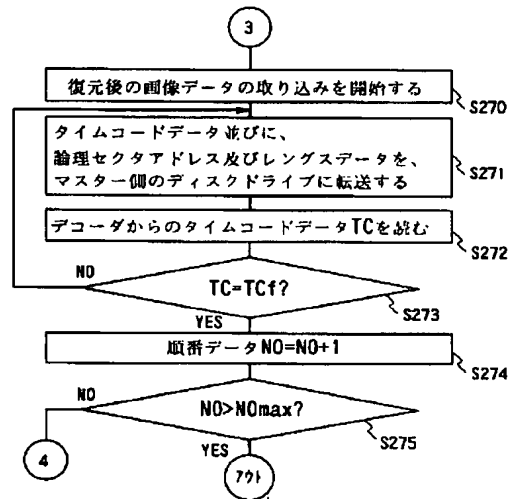 3
復元後の画像データの取り込みを開始する
S270
タイムコードデータ並びに、
論理セクタアドレス及びレングスデータを、
マスター側のディスクドライブに転送する
S271
デコーダからのタイムコードデータTCを読む
S272
NO
TC=TCf?
S273
YES
順番データNO=NO+1
S274
NO
NO>NOmax?
S275
YES
4
アウト